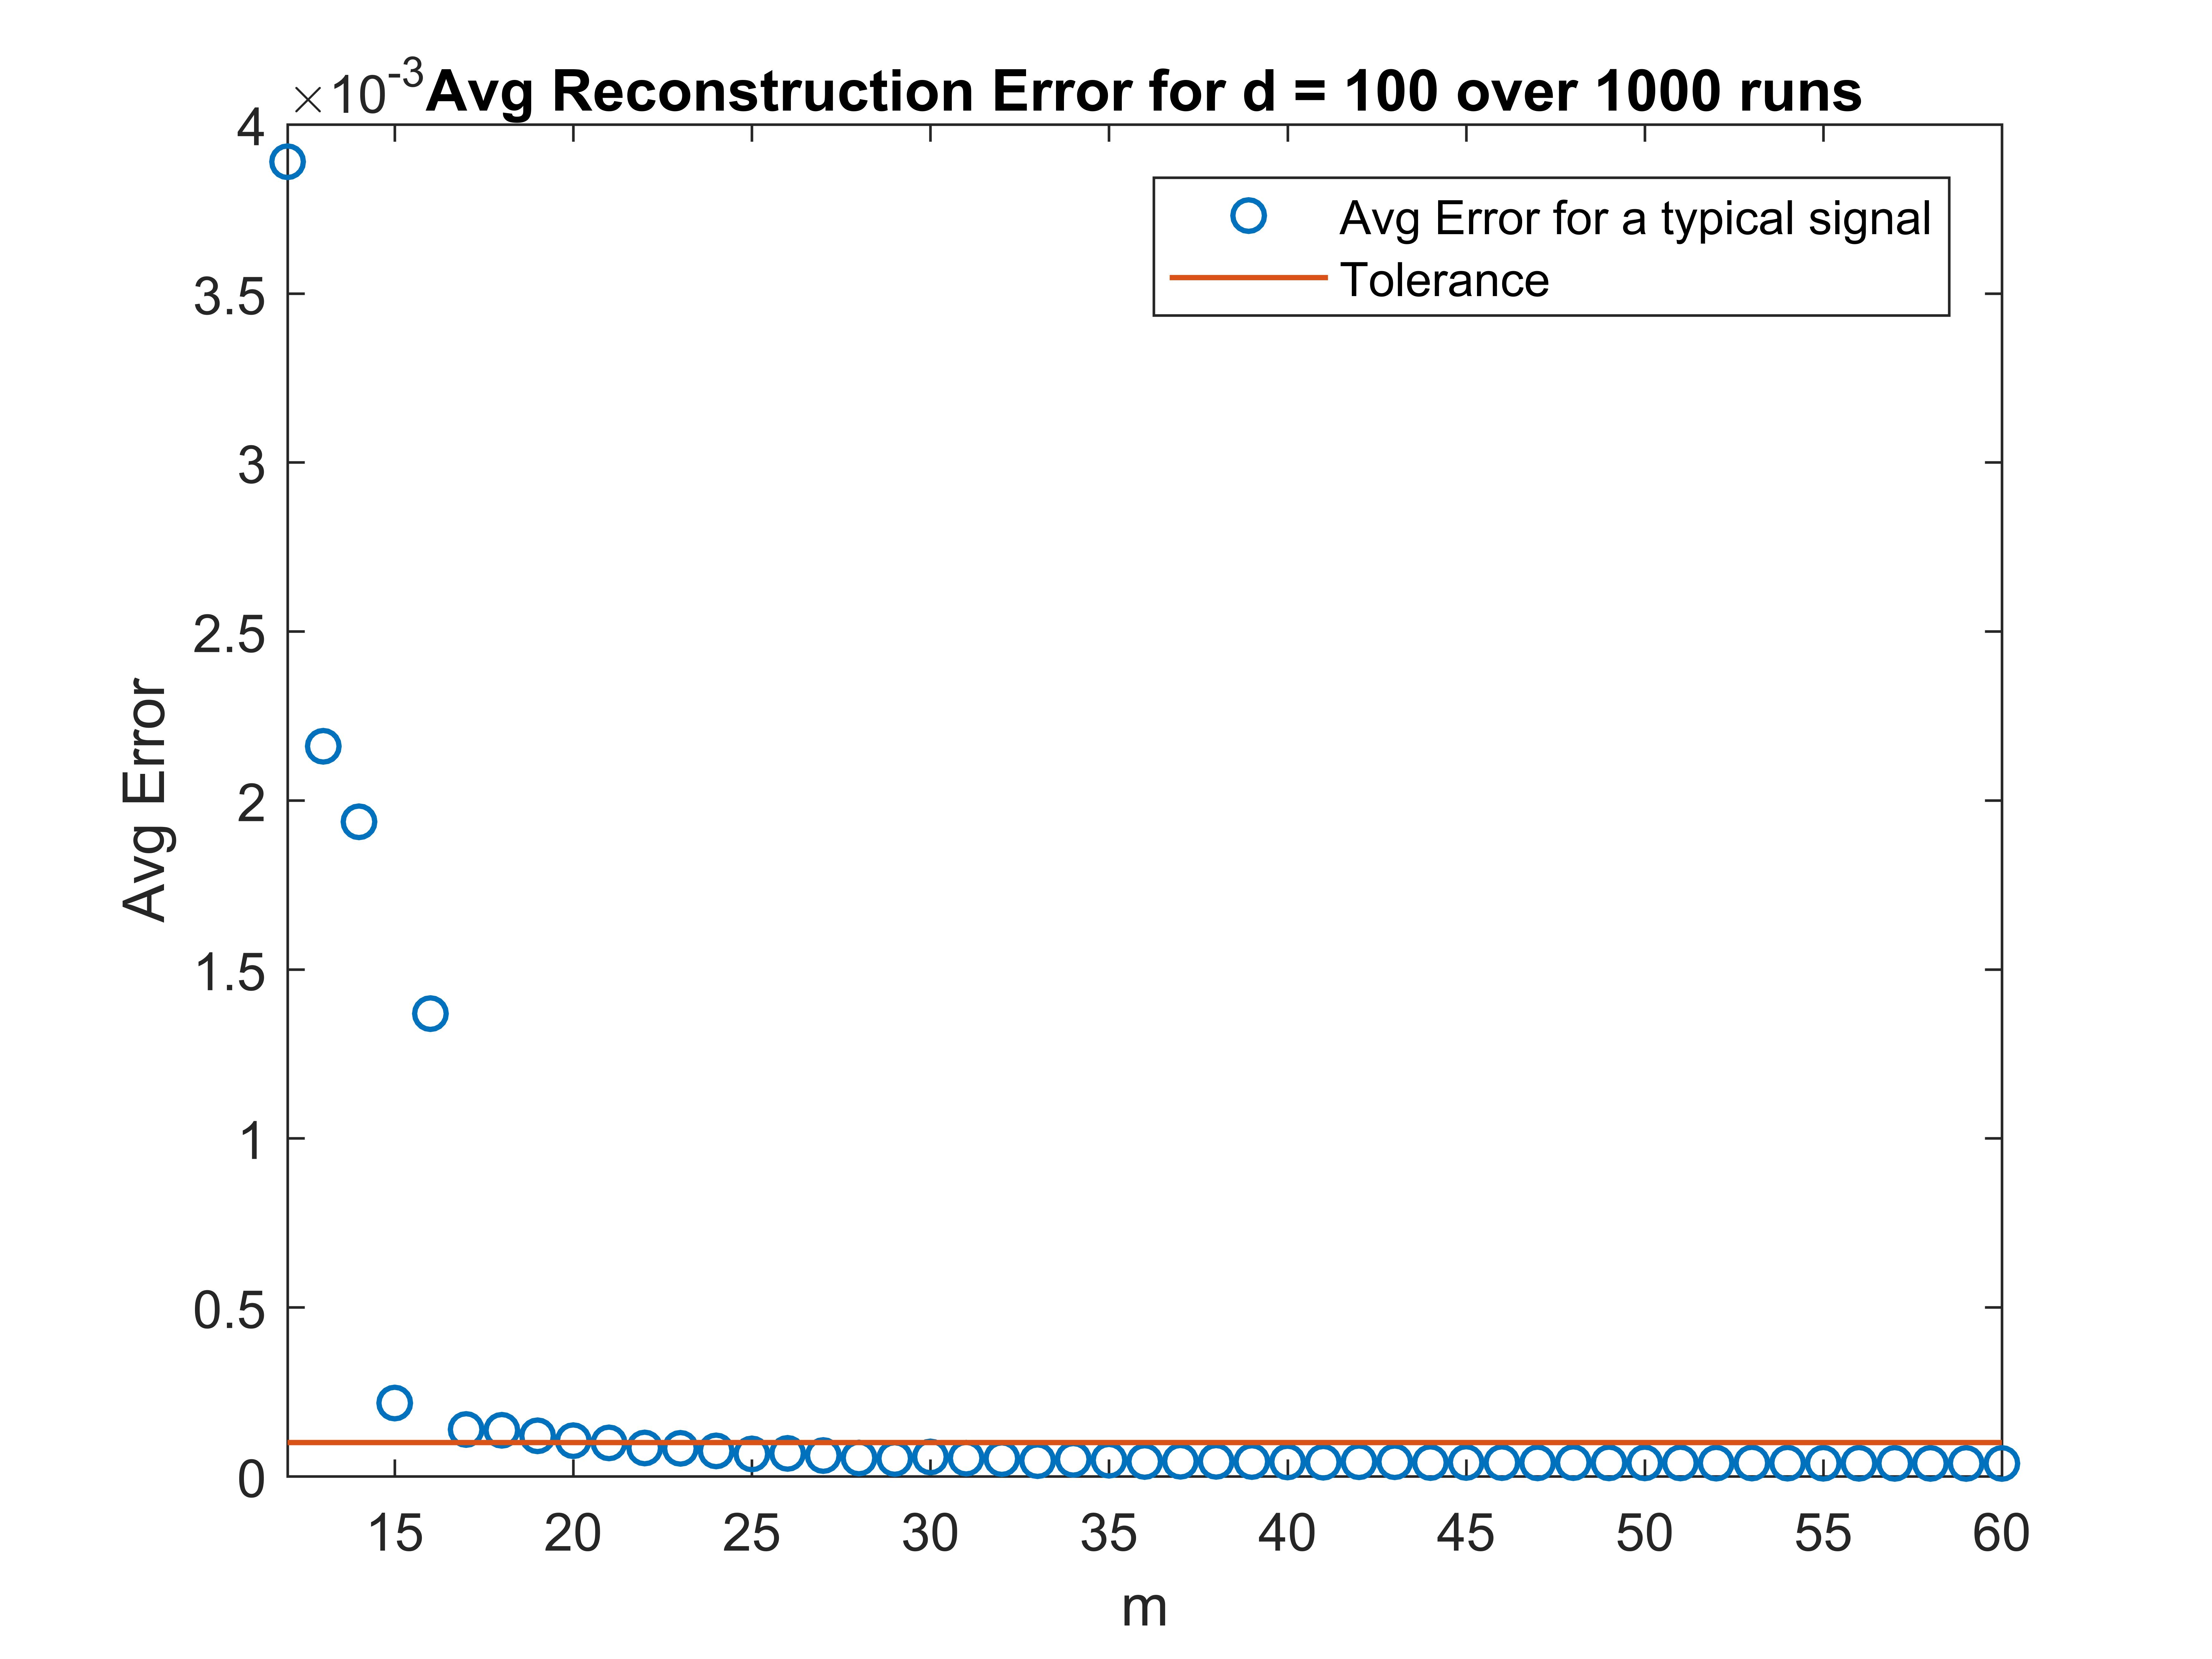 ×10-3
Avg Reconstruction Error for d = 100 over 1000 runs
Avg Error for a typical signal
Tolerance
4
3.5
3
2.5
2
1.5
1
0.5
0
Avg Error
15 20 25 30 35 40 45 50 55 60
m